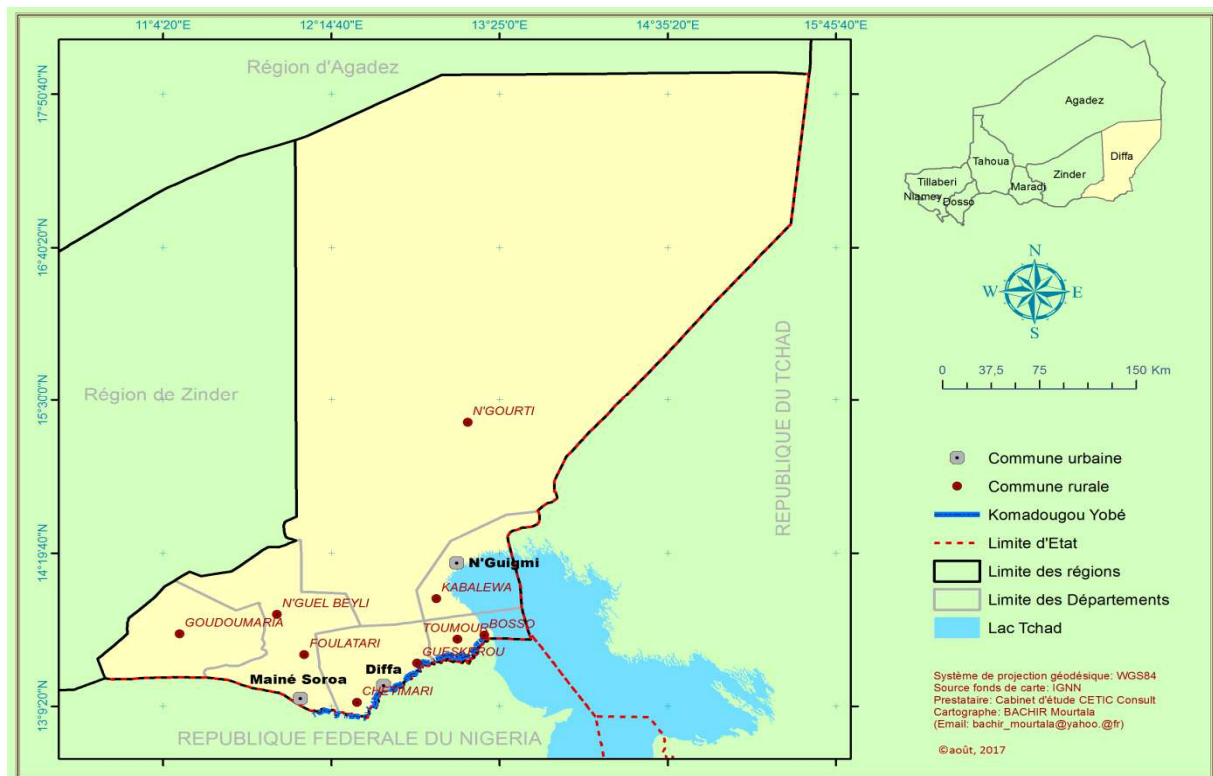 11°4'20"E
12°14'40"E
13°25'0"E
14°35'20"E
15°45'40"E
17°50'40"N
16°40'20"N
15°30'0"N
14°19'40"N
13°9'20"N
Région d'Agadez
Région de Zinder
REPUBLIQUE DU TCHAD
N'GOURTI
N'Guigmi
KABALEWA
N'GUEL BEYLI
GOUDOUMARIA
FOULATARI
TOUMOUR
BOSSO
GUESKEROU
Diffa
Mainé Soroa
CHETIMARI
REPUBLIQUE FEDERALE DU NIGERIA
Agadez
Diffa
Tahoua
Zinder
Tillaberi
Maradi
Niamey
Dosso
N
W E
S
0 37,5 75 150 Km
Commune urbaine
Commune rurale
Komadougou Yobé
Limite d'Etat
Limite des régions
Limite des Départements
Lac Tchad
Système de projection géodésique: WGS84
Source fonds de carte: IGNN
Prestataire: Cabinet d'étude CETIC Consult
Cartographe: BACHIR Mourtala
(Email: bachir_mourtala@yahoo.@fr)
©août, 2017